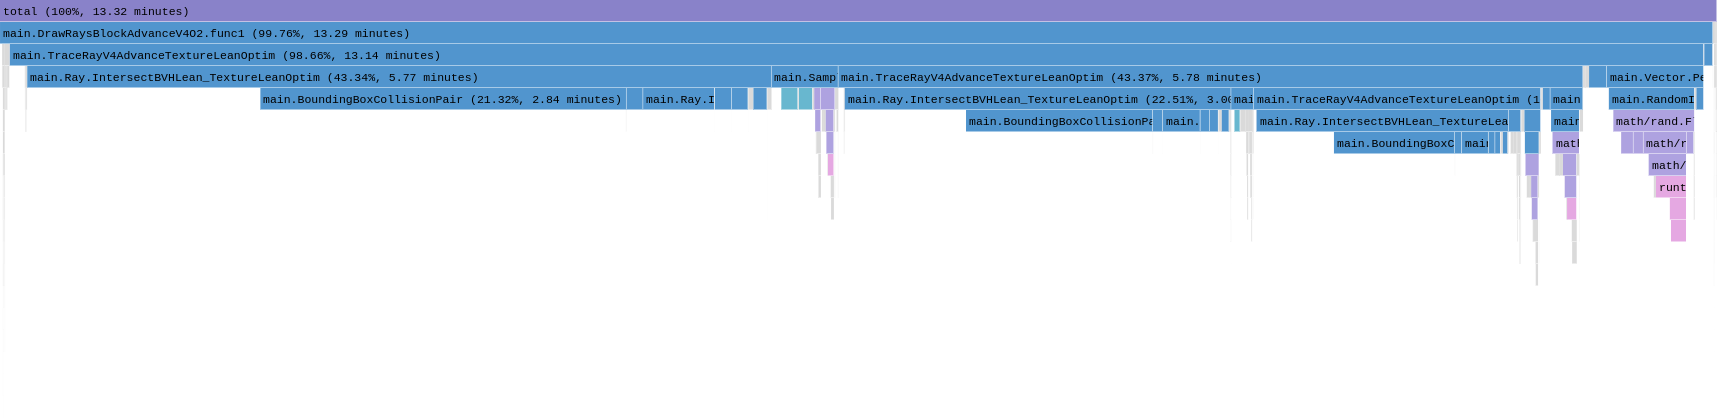 total (100%, 13.32 minutes)
main.DrawRaysBlockAdvanceV4O2.func1 (99.76%, 13.29 minutes)
main.TraceRayV4AdvanceTextureLeanOptim (98.66%, 13.14 minutes)
main.Ray.IntersectBVHLean_TextureLeanOptim (43.34%, 5.77 minutes) main.Samp main.TraceRayV4AdvanceTextureLeanOptim (43.37%, 5.78 minutes) main.Vector.Pe
main.BoundingBoxCollisionPair (21.32%, 2.84 minutes) main.Ray.I main.Ray.IntersectBVHLean_TextureLeanOptim (22.51%, 3.00 mai main.TraceRayV4AdvanceTextureLeanOptim (1 main main.RandomI
main.BoundingBoxCollisionPa main. main.Ray.IntersectBVHLean_TextureLea main math/rand.F
main.BoundingBoxC main math math/r
math/
runt